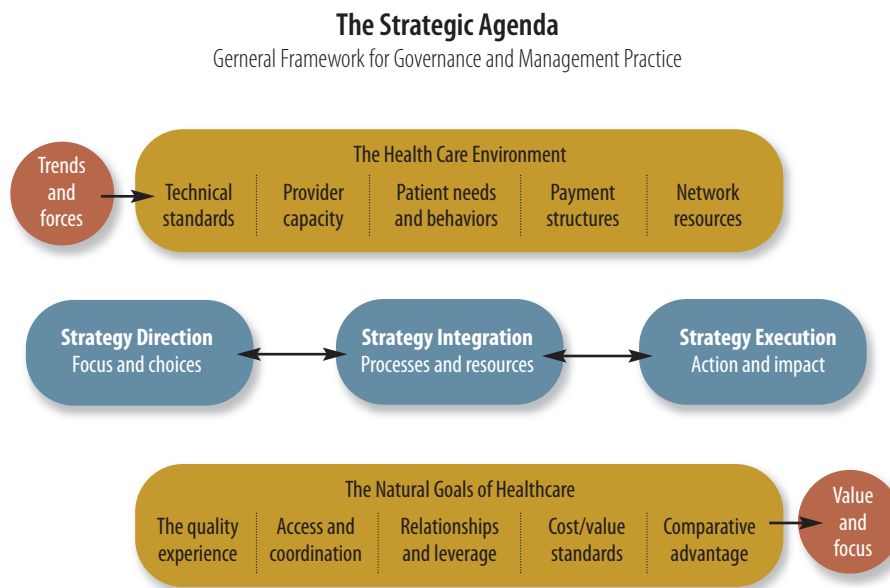 The Strategic Agenda
Gerneral Framework for Governance and Management Practice
Trends
and
forces
The Health Care Environment
Technical
standards
Provider
capacity
Patient needs
and behaviors
Payment
structures
Network
resources
Strategy Direction
Focus and choices
Strategy Integration
Processes and resources
Strategy Execution
Action and impact
The Natural Goals of Healthcare
The quality
experience
Access and
coordination
Relationships
and leverage
Cost/value
standards
Comparative
advantage
Value
and
focus